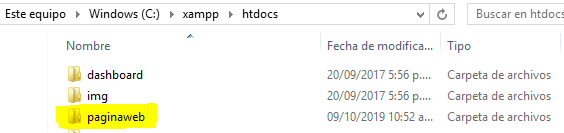 Este equipo Windows (C:) xampp htdocs Buscar en htdocs
Nombre Fecha de modifica... Tipo
dashboard 20/09/2017 5:56 p.... Carpeta de archivos
img 20/09/2017 5:56 p.... Carpeta de archivos
paginaweb 09/10/2019 10:52 a... Carpeta de archivos